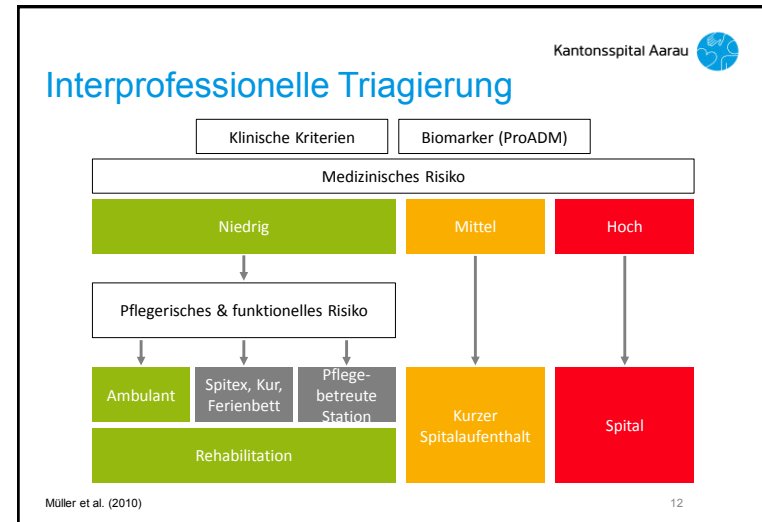 Kantonsspital Aarau
Interprofessionelle Triagierung
Klinische Kriterien
Biomarker (ProADM)
Medizinisches Risiko
Niedrig
Mittel
Hoch
Pflegerisches & funktionelles Risiko
Ambulant
Spitex, Kur,
Ferienbett
Pflege-
betreute
Station
Kurzer
Spitalaufenthalt
Spital
Rehabilitation
Müller et al. (2010)
12